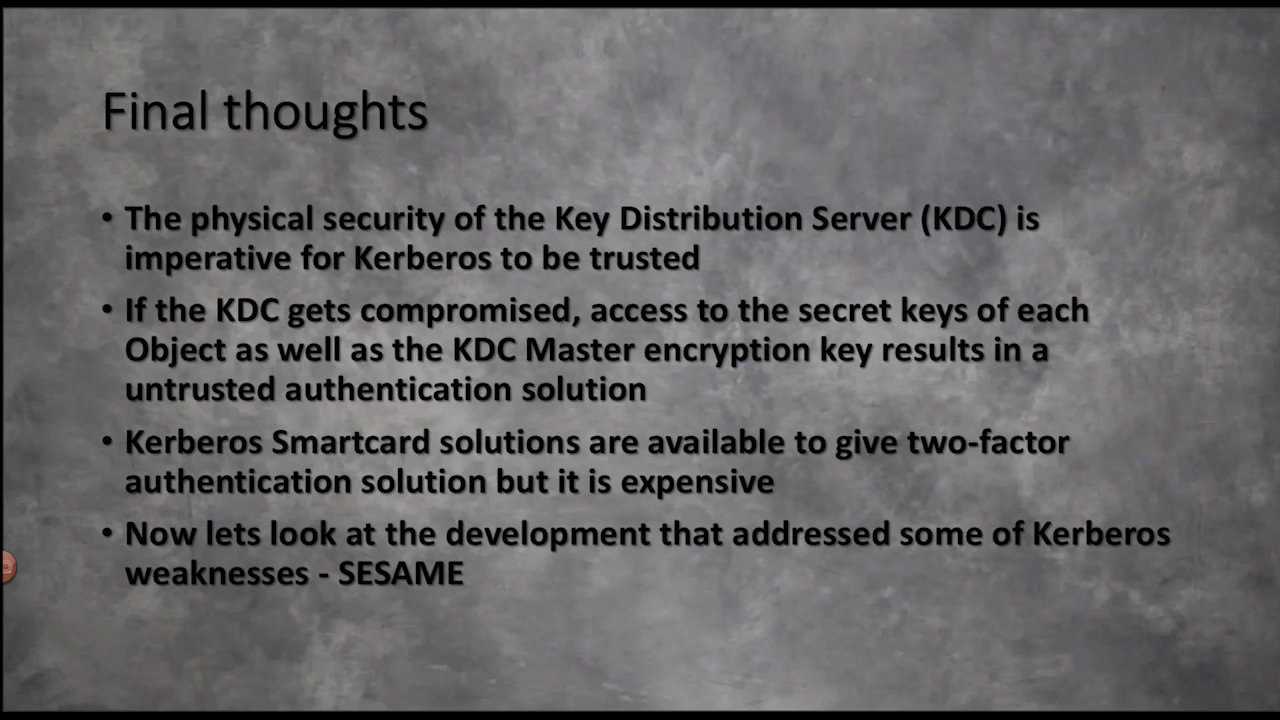 Final thoughts
• The physical security of the Key Distribution Server (KDC) is
imperative for Kerberos to be trusted
• If the KDC gets compromised, access to the secret keys of each
Object as well as the KDC Master encryption key results in a
untrusted authentication solution
• Kerberos Smartcard solutions are available to give two-factor
authentication solution but it is expensive
• Now lets look at the development that addressed some of Kerberos
weaknesses - SESAME